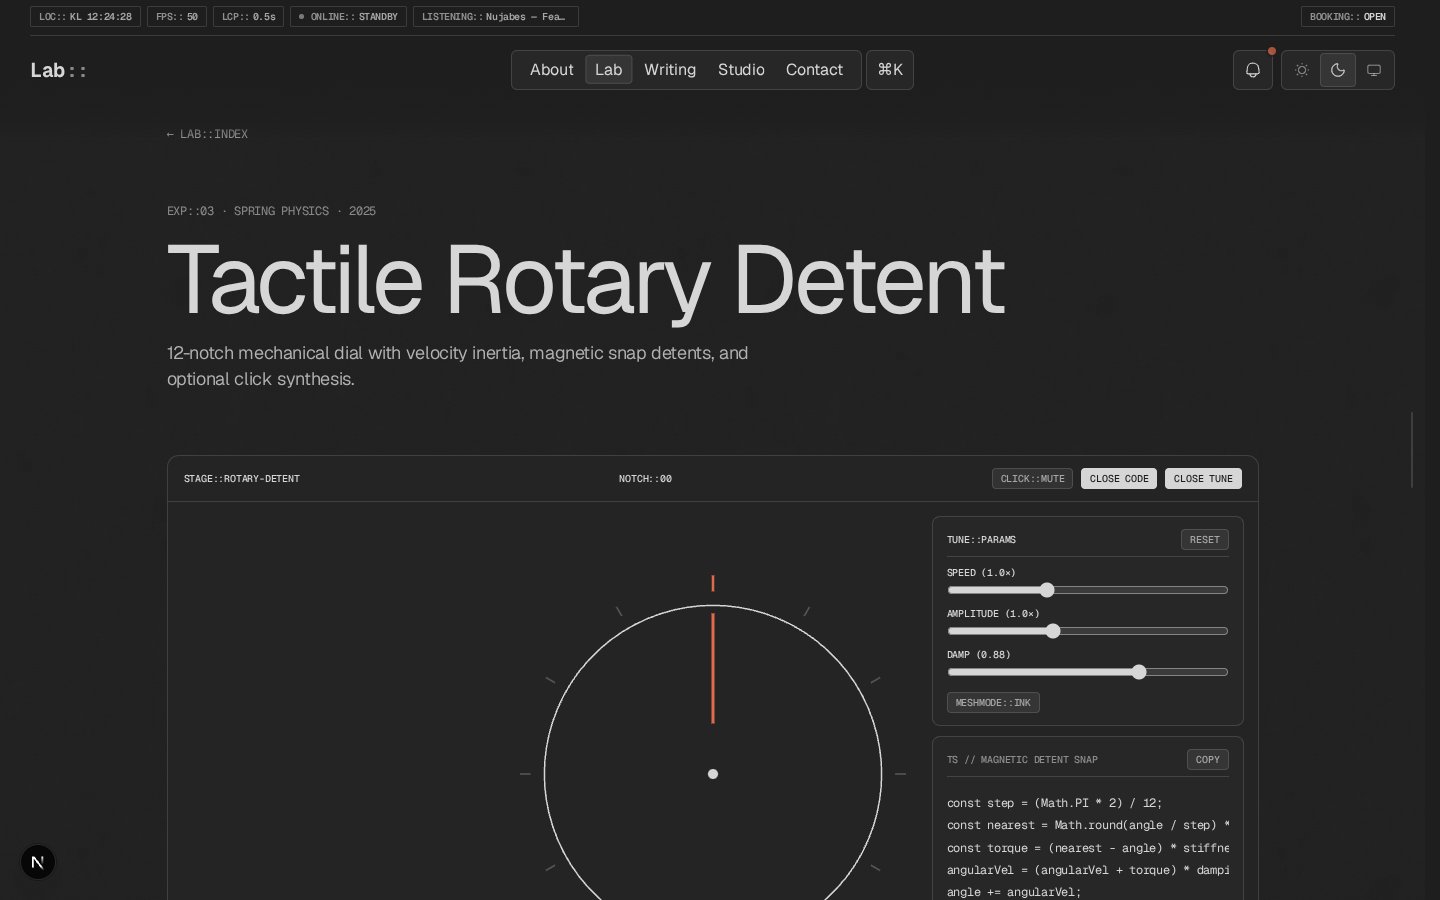 LOC:: KL 12:24:28 FPS:: 50 LCP:: 0.5s ONLINE:: STANDBY LISTENING:: Nujabes — Fea… BOOKING:: OPEN
Lab:: About Lab Writing Studio Contact ⌘K
← LAB::INDEX
EXP::03 · SPRING PHYSICS · 2025
Tactile Rotary Detent
12-notch mechanical dial with velocity inertia, magnetic snap detents, and
optional click synthesis.
STAGE::ROTARY-DETENT NOTCH::00 CLICK::MUTE CLOSE CODE CLOSE TUNE
TUNE::PARAMS RESET
SPEED (1.0×)
AMPLITUDE (1.0×)
DAMP (0.88)
MESHMODE::INK
TS // MAGNETIC DETENT SNAP COPY
const step = (Math.PI * 2) / 12;
const nearest = Math.round(angle / step) *
const torque = (nearest - angle) * stiffne
angularVel = (angularVel + torque) * dampi
angle += angularVel;
N